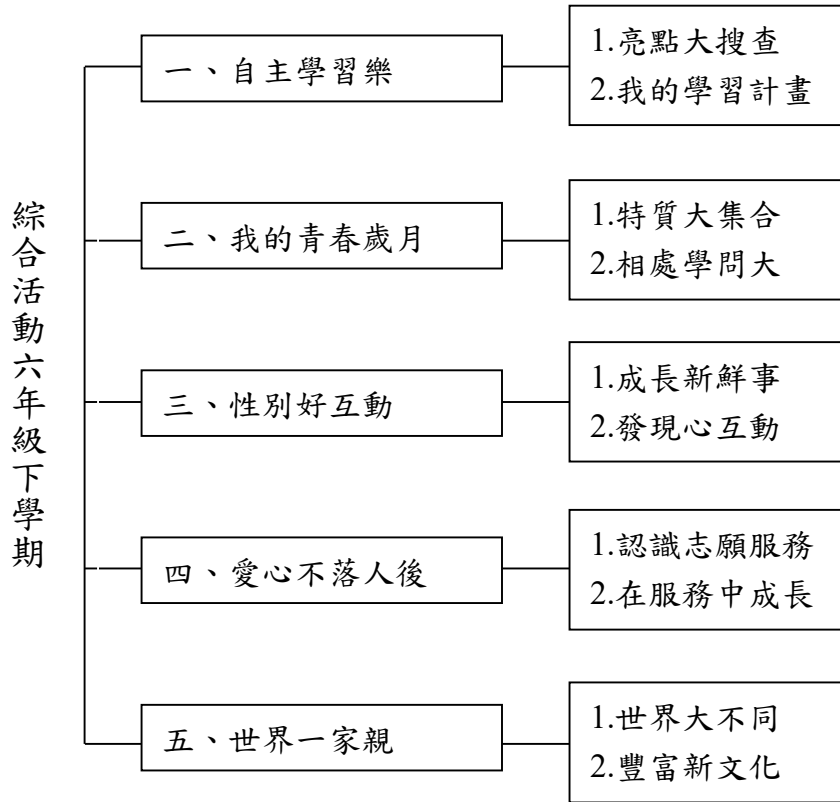 綜合活動六年級下學期
一、自主學習樂
1.亮點大搜查
2.我的學習計畫
二、我的青春歲月
1.特質大集合
2.相處學問大
三、性別好互動
1.成長新鮮事
2.發現心互動
四、愛心不落人後
1.認識志願服務
2.在服務中成長
五、世界一家親
1.世界大不同
2.豐富新文化